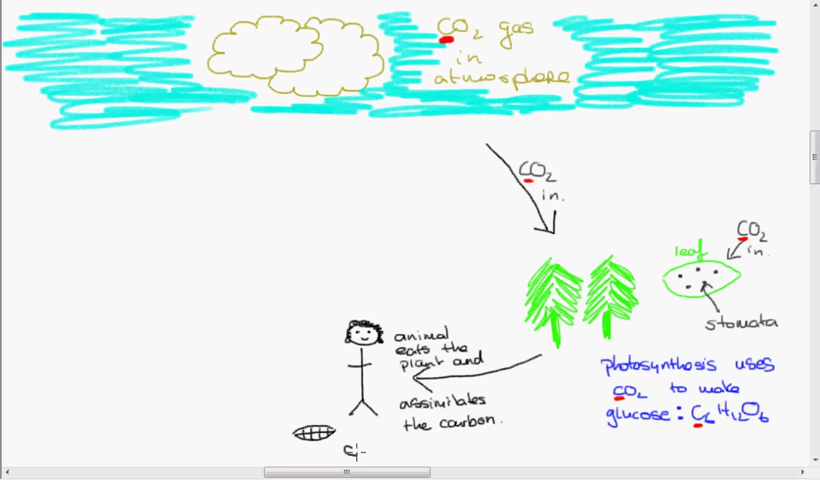 CO₂ gas
in
atmosphere
CO₂
in.
CO₂
in.
leaf
stomata
animal
eats the
plant and
assimilates
the carbon.
photosynthesis uses
CO₂ to make
glucose: C₆H₁₂O₆